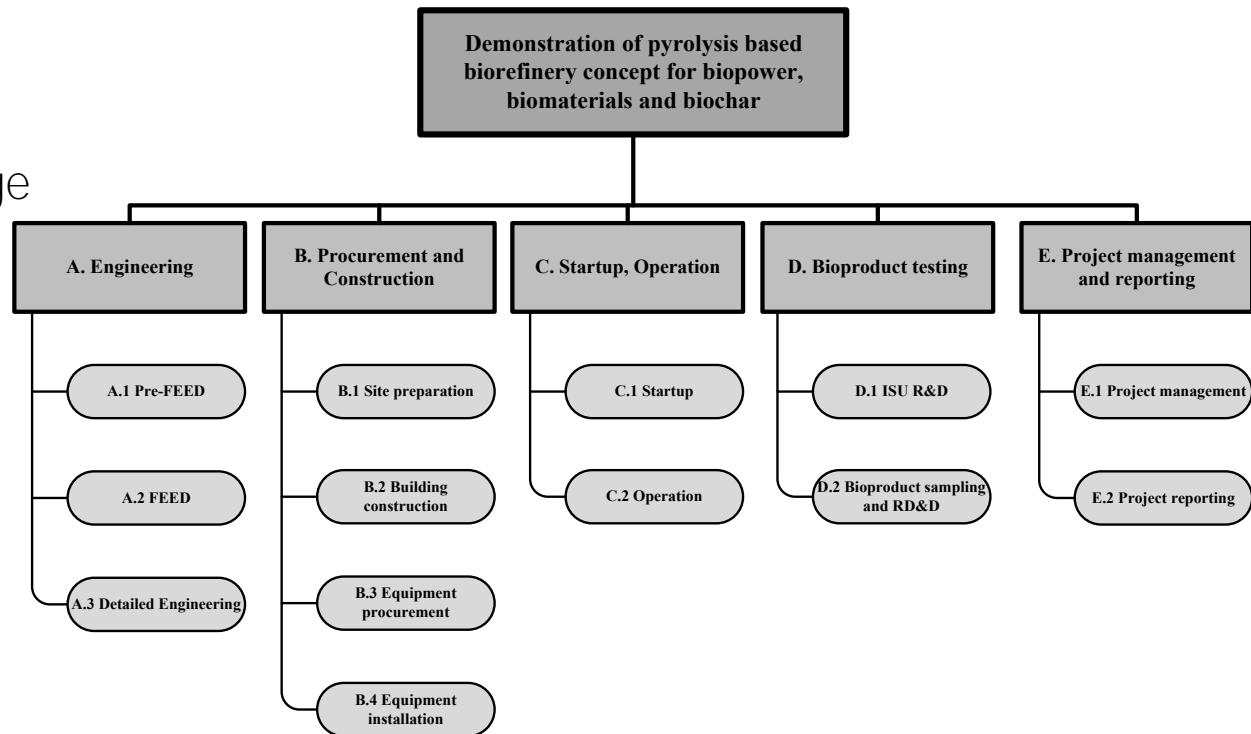 Demonstration of pyrolysis based
biorefinery concept for biopower,
biomaterials and biochar
ge
A. Engineering
B. Procurement and
Construction
C. Startup, Operation
D. Bioproduct testing
E. Project management
and reporting
A.1 Pre-FEED
A.2 FEED
A.3 Detailed Engineering
B.1 Site preparation
B.2 Building
construction
B.3 Equipment
procurement
B.4 Equipment
installation
C.1 Startup
C.2 Operation
D.1 ISU R&D
D.2 Bioproduct sampling
and RD&D
E.1 Project management
E.2 Project reporting